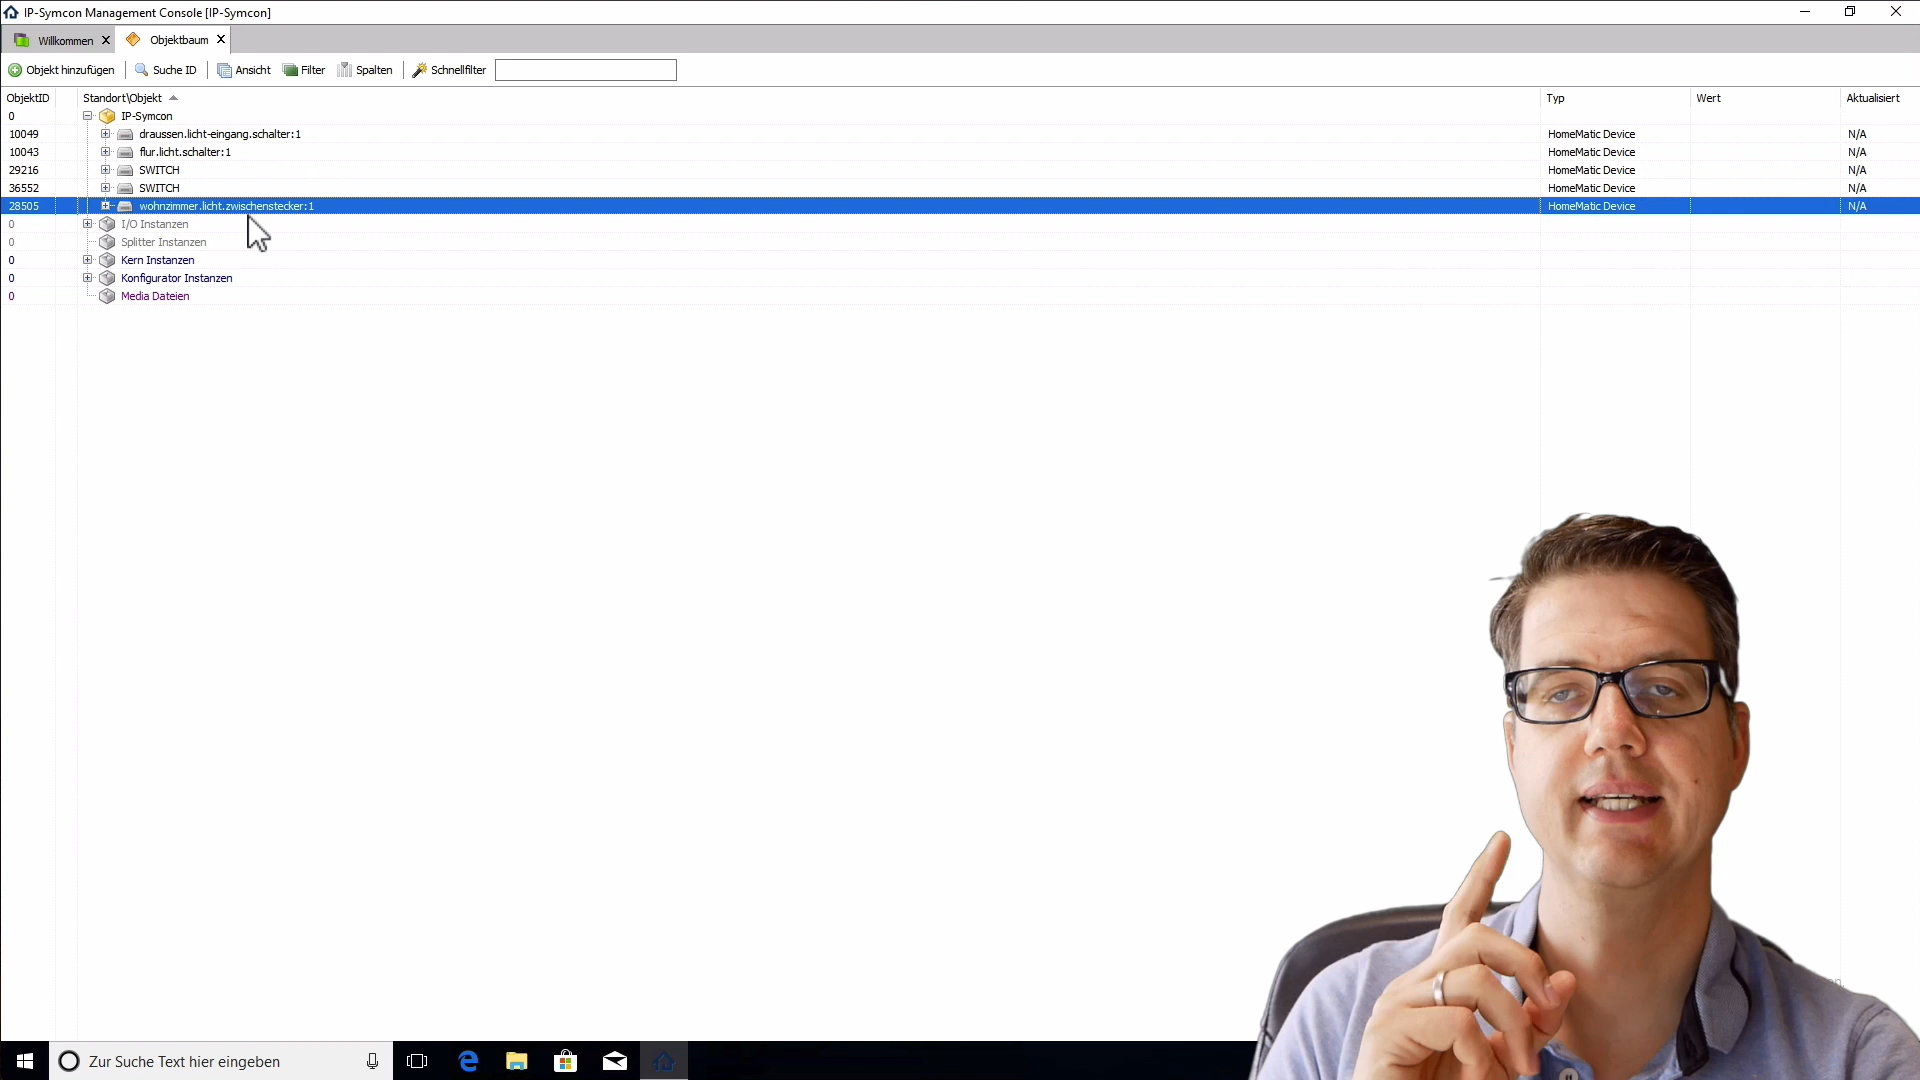 IP-Symcon Management Console [IP-Symcon]
Willkommen
Objektbaum
Objekt hinzufügen
Suche ID
Ansicht
Filter
Spalten
Schnellfilter
ObjektID Standort\Objekt Typ Wert Aktualisiert
0 IP-Symcon
10049 draussen.licht-eingang.schalter:1 HomeMatic Device N/A
10043 flur.licht.schalter:1 HomeMatic Device N/A
29216 SWITCH HomeMatic Device N/A
36552 SWITCH HomeMatic Device N/A
28505 wohnzimmer.licht.zwischenstecker:1 HomeMatic Device N/A
0 I/O Instanzen
0 Splitter Instanzen
0 Kern Instanzen
0 Konfigurator Instanzen
0 Media Dateien
Zur Suche Text hier eingeben